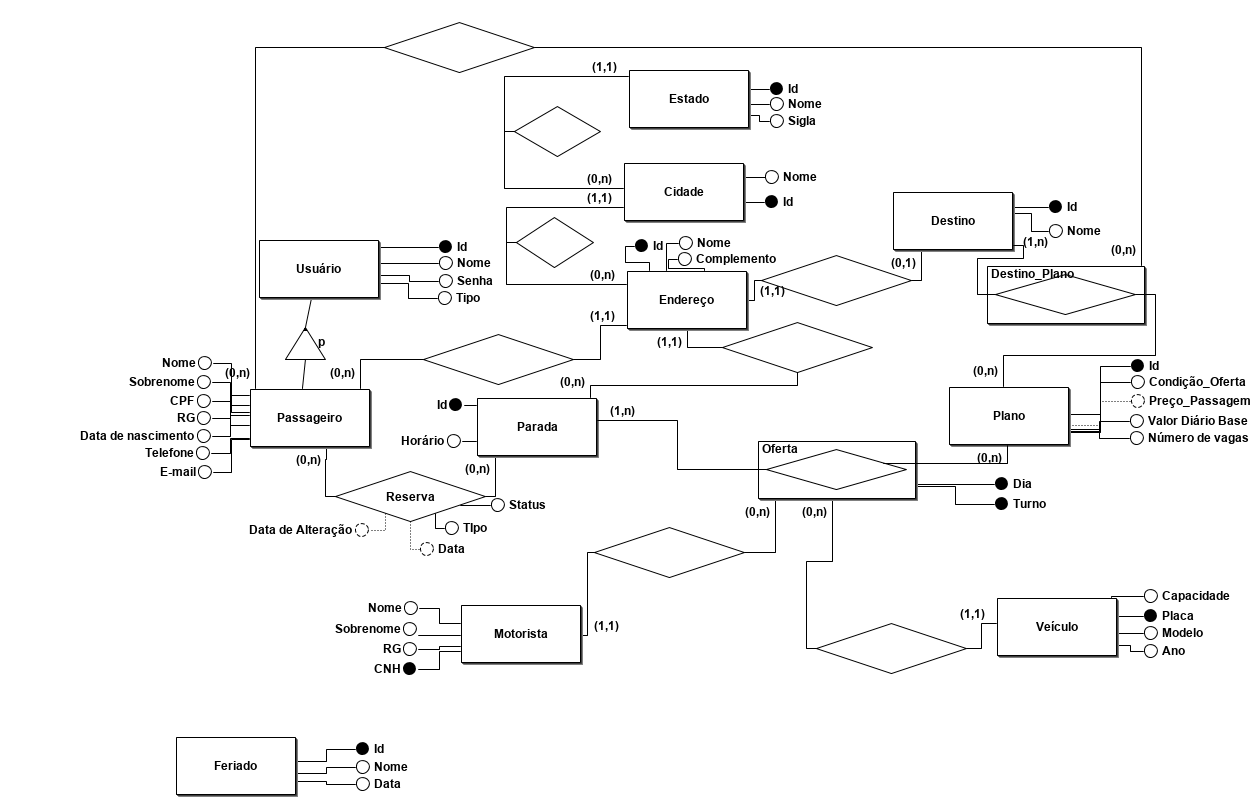 (1,1)
Estado
Id
Nome
Sigla
(0,n)
Cidade
Nome
(1,1)
Id
Destino
Id
Nome
(1,n)
(0,n)
(0,1)
Destino_Plano
Usuário
Id
Nome
Senha
Tipo
p
Id
Nome
Complemento
(0,n)
Endereço
(1,1)
(1,1)
(1,1)
Nome
(0,n)
Sobrenome
CPF
RG
Data de nascimento
Telefone
E-mail
Passageiro
(0,n)
(0,n)
(0,n)
Id
Parada
Horário
(1,n)
(0,n)
(0,n)
Plano
Id
Condição_Oferta
Preço_Passagem
Valor Diário Base
Número de vagas
(0,n)
Oferta
Dia
Turno
(0,n)
(0,n)
Reserva
Status
TIpo
Data de Alteração
Data
Nome
Sobrenome
RG
CNH
Motorista
(1,1)
(1,1)
Veículo
Capacidade
Placa
Modelo
Ano
Feriado
Id
Nome
Data